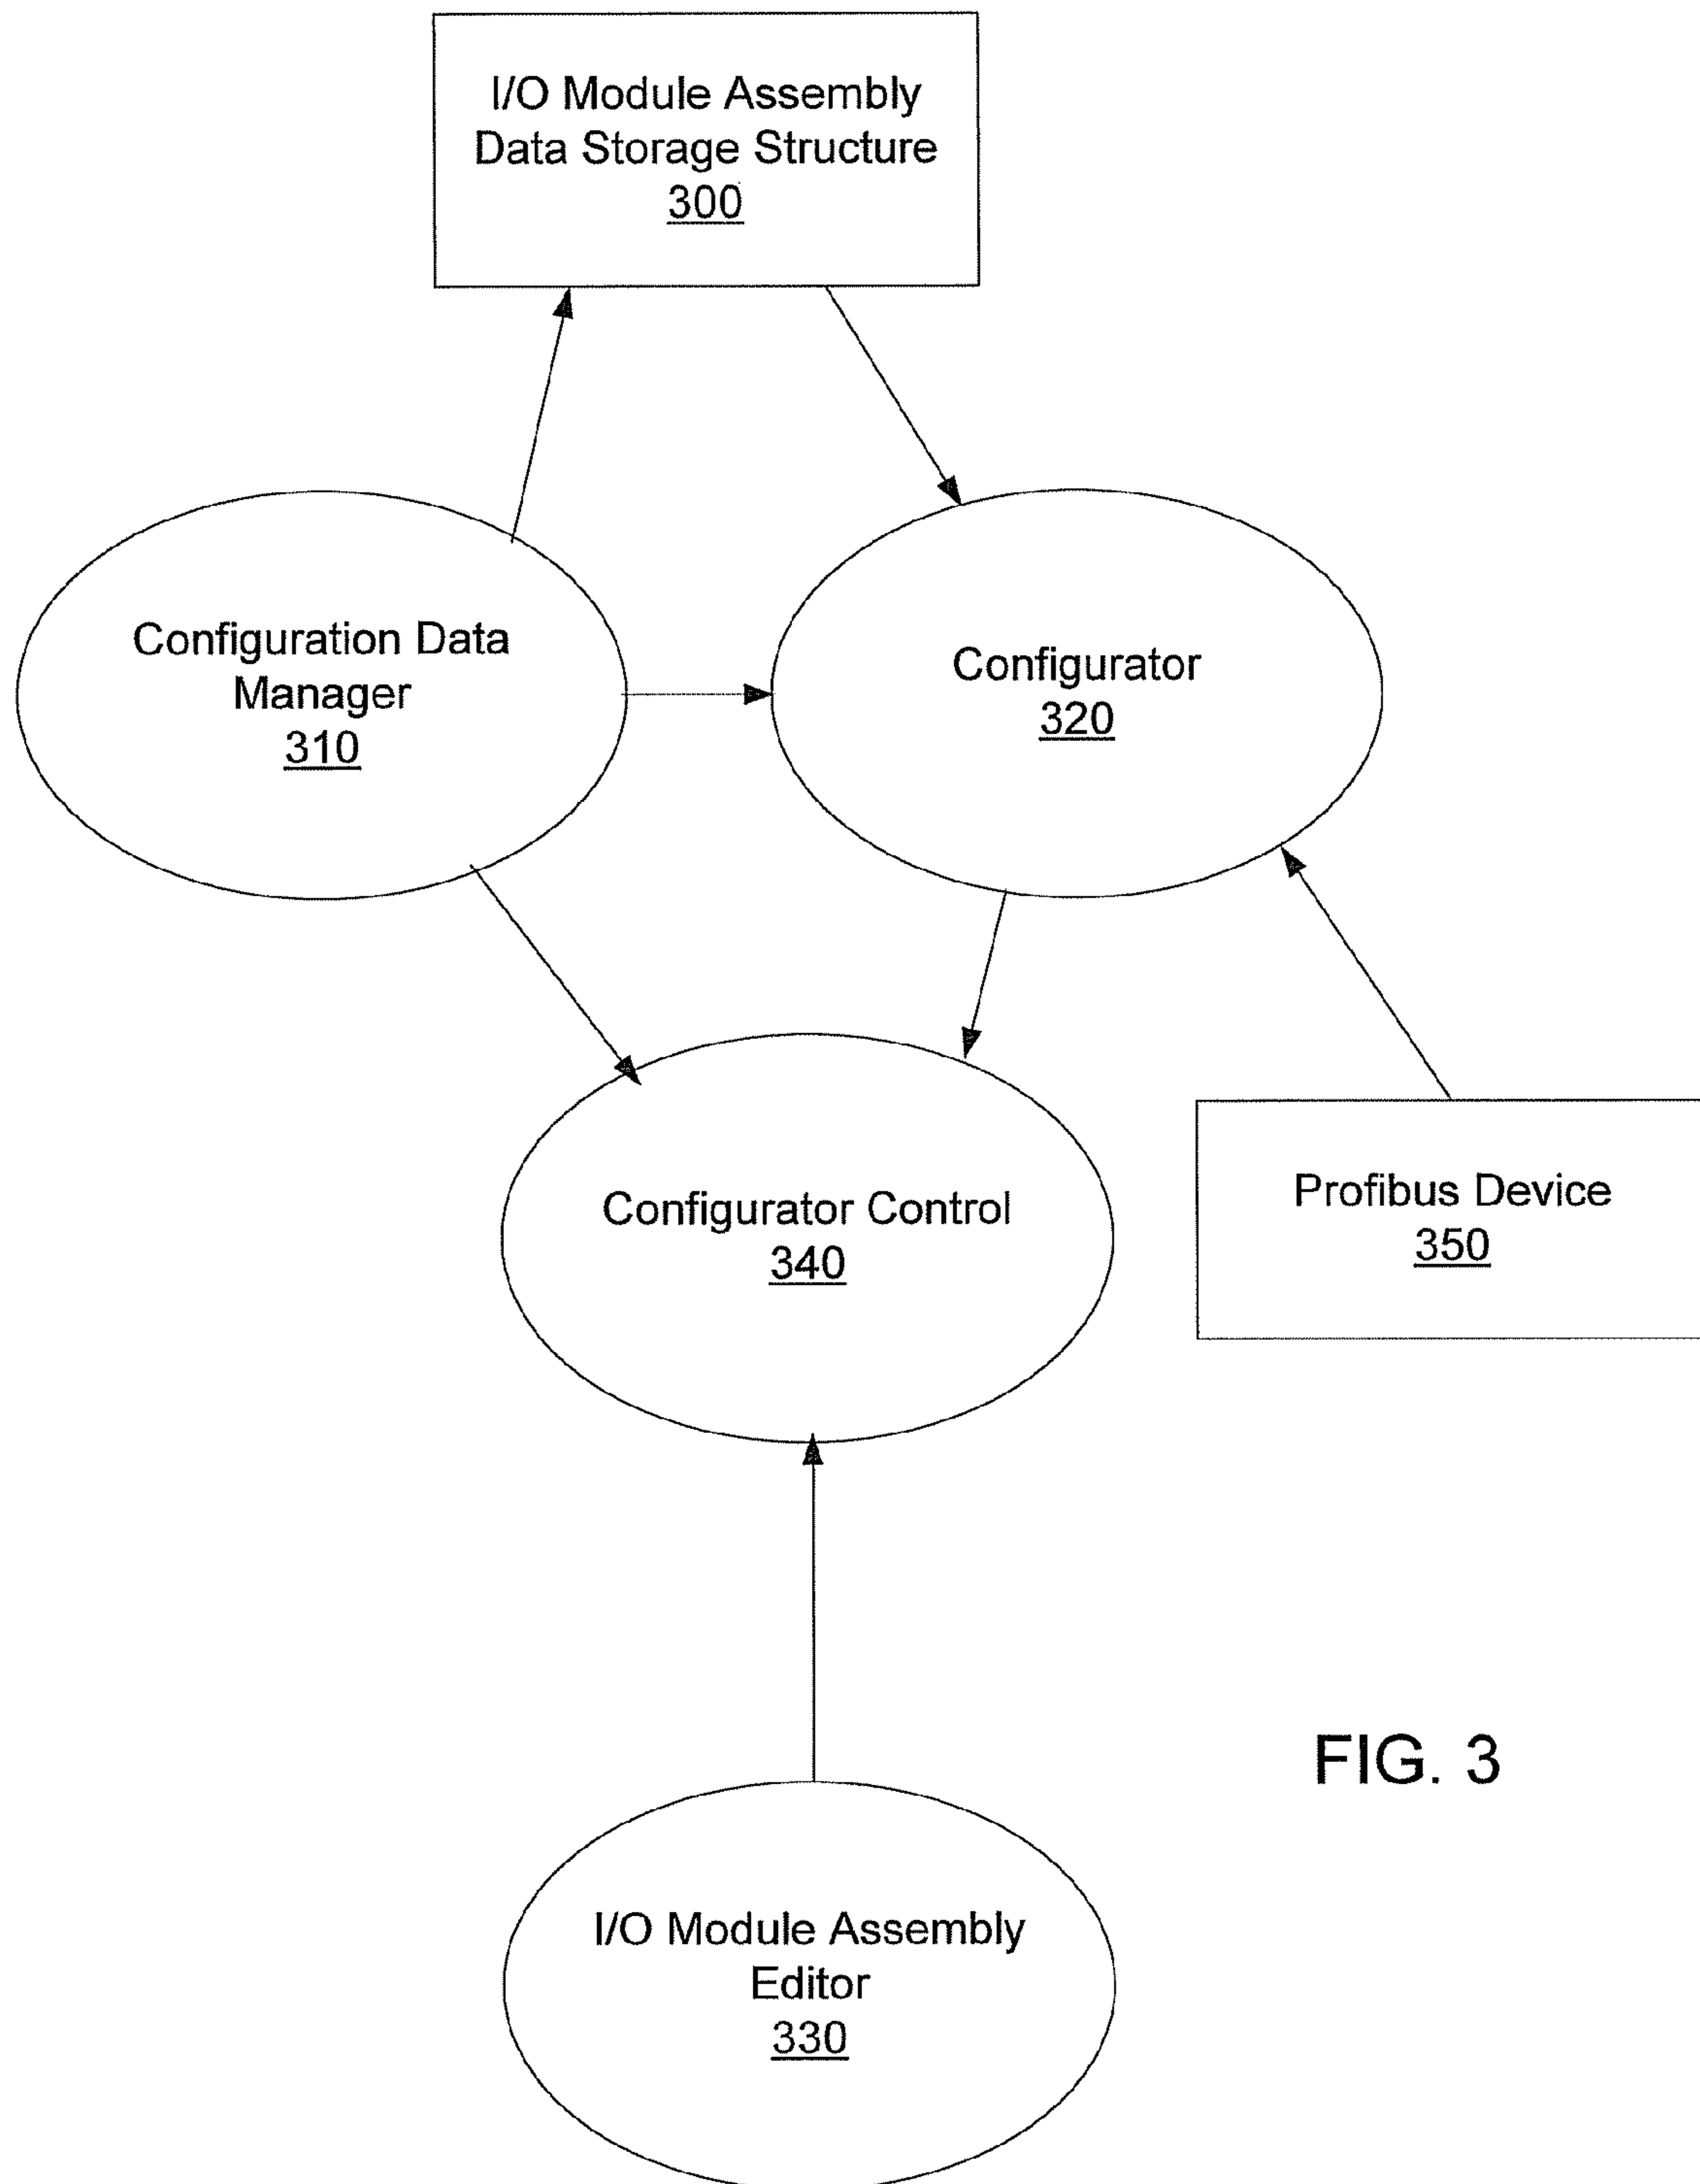 I/O Module Assembly
Data Storage Structure
300
Configuration Data
Manager
310
Configurator
320
Configurator Control
340
Profibus Device
350
FIG. 3
I/O Module Assembly
Editor
330